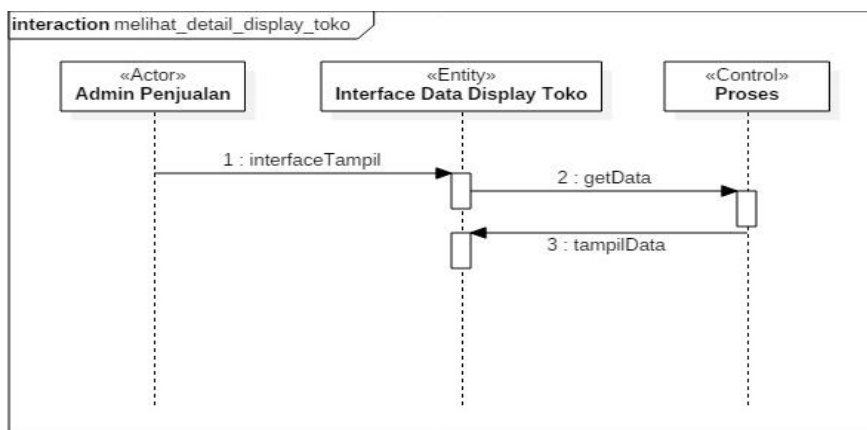 interaction melihat_detail_display_toko
«Actor»
Admin Penjualan
«Entity»
Interface Data Display Toko
«Control»
Proses
1 : interfaceTampil
2 : getData
3 : tampilData